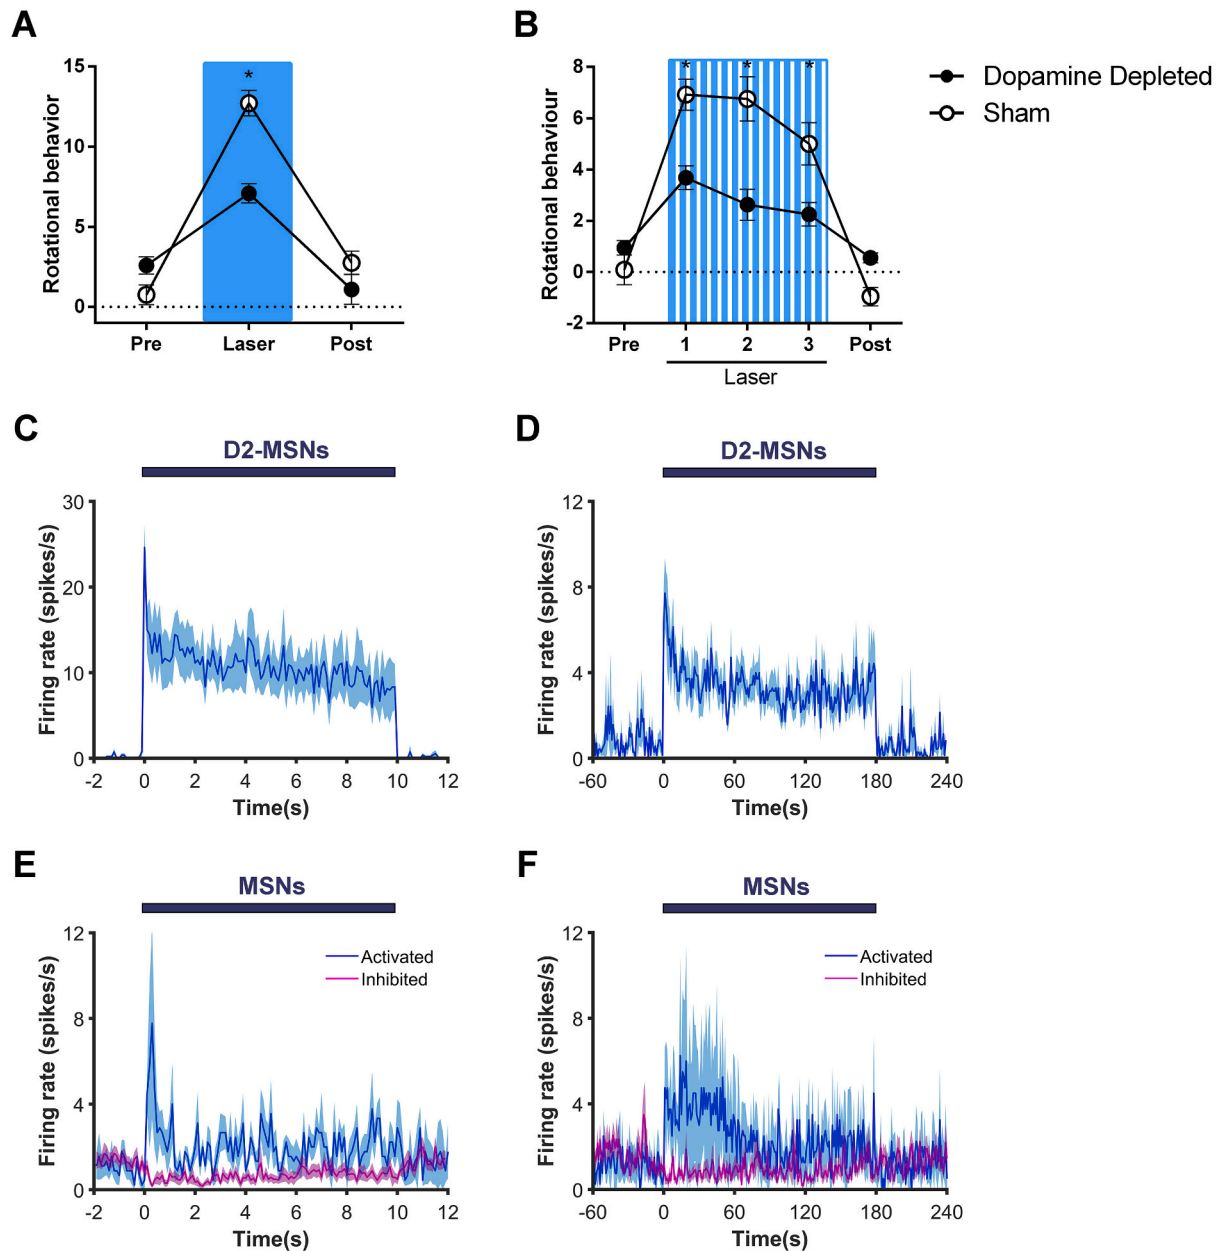 A
Rotational behavior
15
10
5
0
*
Pre
Laser
Post
B
Rotational behaviour
8
6
4
2
0
-2
*
*
*
Pre
1
2
3
Post
Laser
Dopamine Depleted
Sham
C
D2-MSNs
Firing rate (spikes/s)
30
20
10
0
-2
0
2
4
6
8
10
12
Time(s)
D
D2-MSNs
Firing rate (spikes/s)
12
8
4
0
-60
0
60
120
180
240
Time(s)
E
MSNs
Activated
Inhibited
Firing rate (spikes/s)
12
8
4
0
-2
0
2
4
6
8
10
12
Time(s)
F
MSNs
Activated
Inhibited
Firing rate (spikes/s)
12
8
4
0
-60
0
60
120
180
240
Time(s)